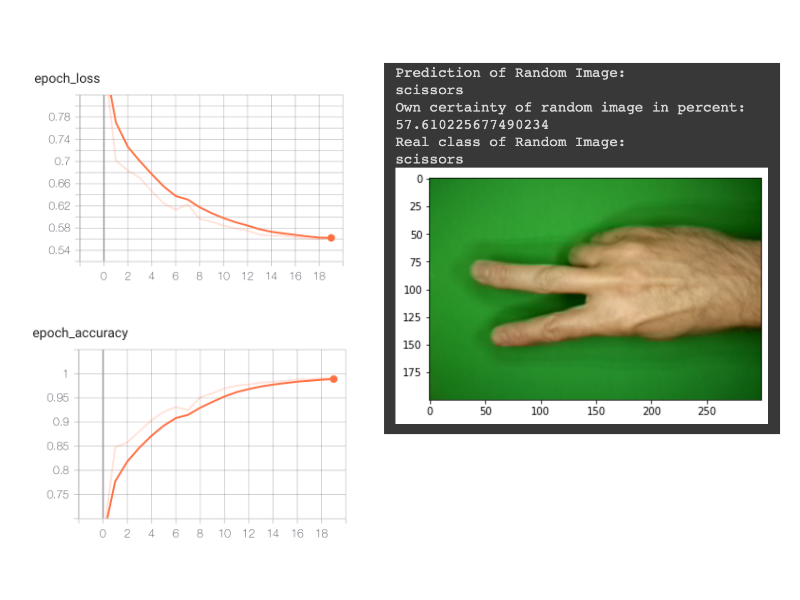 epoch_loss
0.78
0.74
0.7
0.66
0.62
0.58
0.54
0 2 4 6 8 10 12 14 16 18
epoch_accuracy
1
0.95
0.9
0.85
0.8
0.75
0 2 4 6 8 10 12 14 16 18
Prediction of Random Image:
scissors
Own certainty of random image in percent:
57.610225677490234
Real class of Random Image:
scissors
0
25
50
75
100
125
150
175
0 50 100 150 200 250